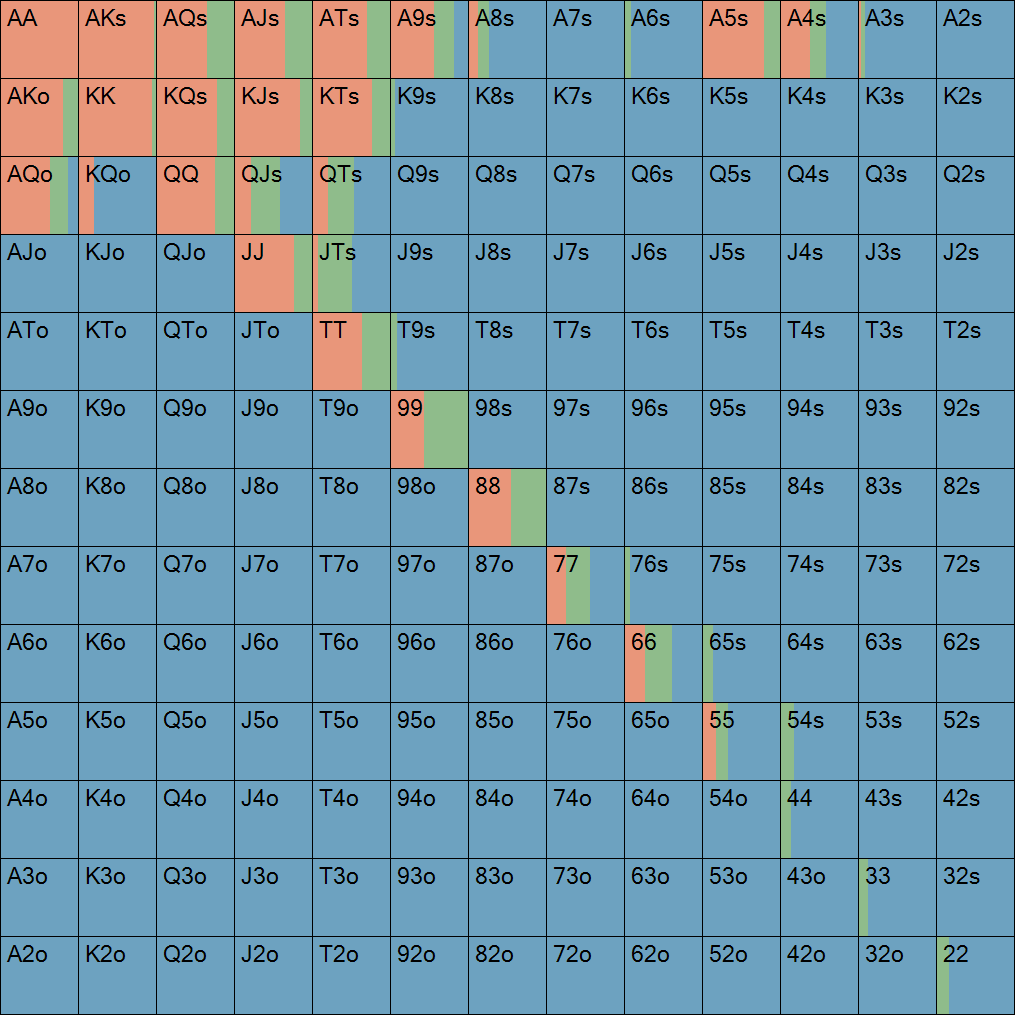 AA AKs AQs AJs ATs A9s A8s A7s A6s A5s A4s A3s A2s
AKo KK KQs KJs KTs K9s K8s K7s K6s K5s K4s K3s K2s
AQo KQo QQ QJs QTs Q9s Q8s Q7s Q6s Q5s Q4s Q3s Q2s
AJo KJo QJo JJ JTs J9s J8s J7s J6s J5s J4s J3s J2s
ATo KTo QTo JTo TT T9s T8s T7s T6s T5s T4s T3s T2s
A9o K9o Q9o J9o T9o 99 98s 97s 96s 95s 94s 93s 92s
A8o K8o Q8o J8o T8o 98o 88 87s 86s 85s 84s 83s 82s
A7o K7o Q7o J7o T7o 97o 87o 77 76s 75s 74s 73s 72s
A6o K6o Q6o J6o T6o 96o 86o 76o 66 65s 64s 63s 62s
A5o K5o Q5o J5o T5o 95o 85o 75o 65o 55 54s 53s 52s
A4o K4o Q4o J4o T4o 94o 84o 74o 64o 54o 44 43s 42s
A3o K3o Q3o J3o T3o 93o 83o 73o 63o 53o 43o 33 32s
A2o K2o Q2o J2o T2o 92o 82o 72o 62o 52o 42o 32o 22